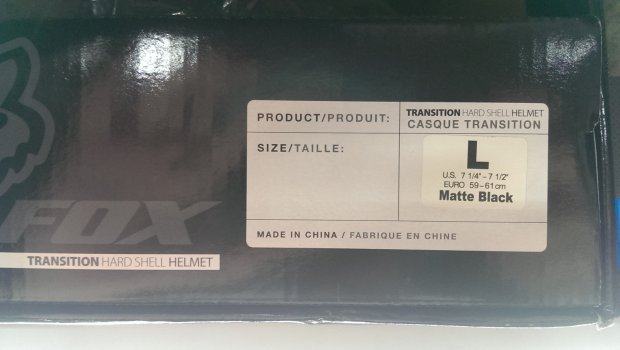 PRODUCT/PRODUIT:
TRANSITION HARD SHELL HELMET
CASQUE TRANSITION
SIZE/TAILLE:
L
U.S. 7 1/4" - 7 1/2"
EURO 59-61cm
Matte Black
MADE IN CHINA / FABRIQUE EN CHINE
FOX
TRANSITION HARD SHELL HELMET